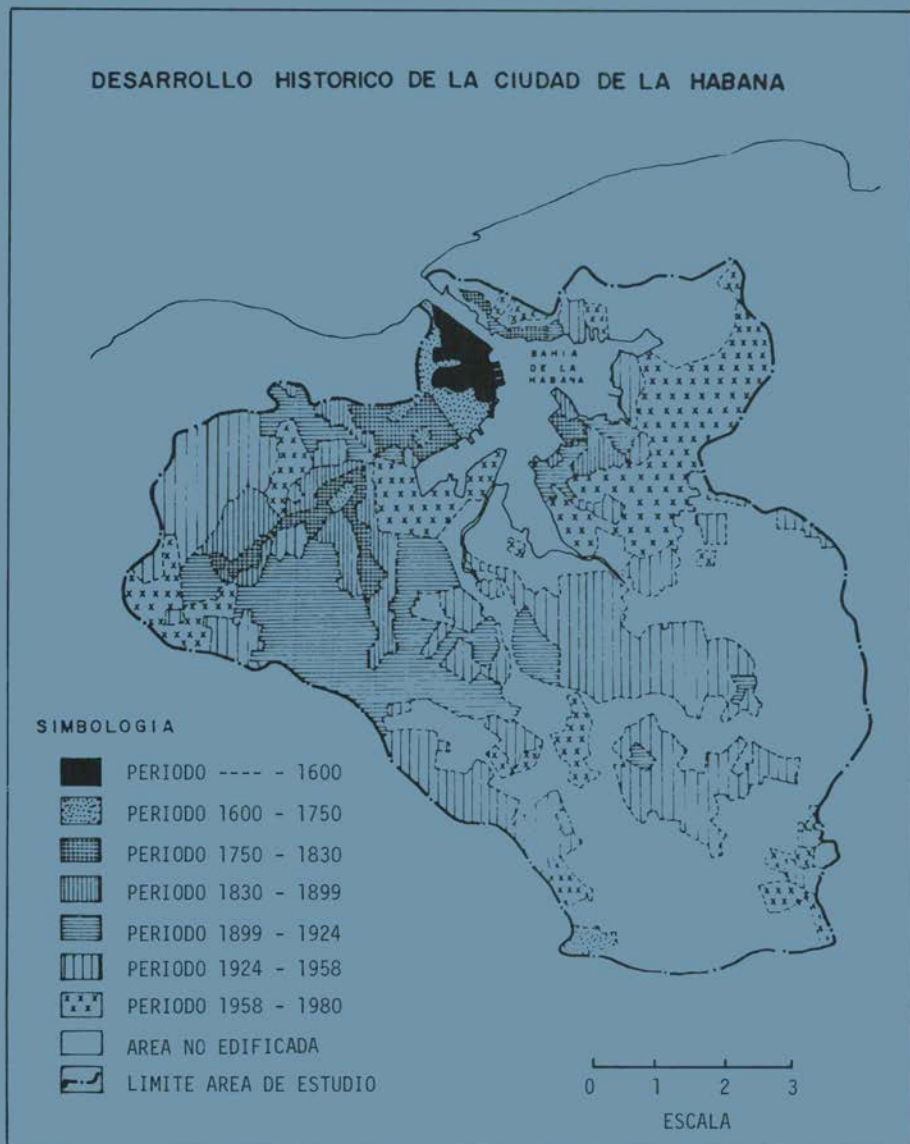 DESARROLLO HISTORICO DE LA CIUDAD DE LA HABANA
BAHIA
DE LA
HABANA
SIMBOLOGIA
PERIODO ---- - 1600
PERIODO 1600 - 1750
PERIODO 1750 - 1830
PERIODO 1830 - 1899
PERIODO 1899 - 1924
PERIODO 1924 - 1958
PERIODO 1958 - 1980
AREA NO EDIFICADA
LIMITE AREA DE ESTUDIO
0 1 2 3
ESCALA